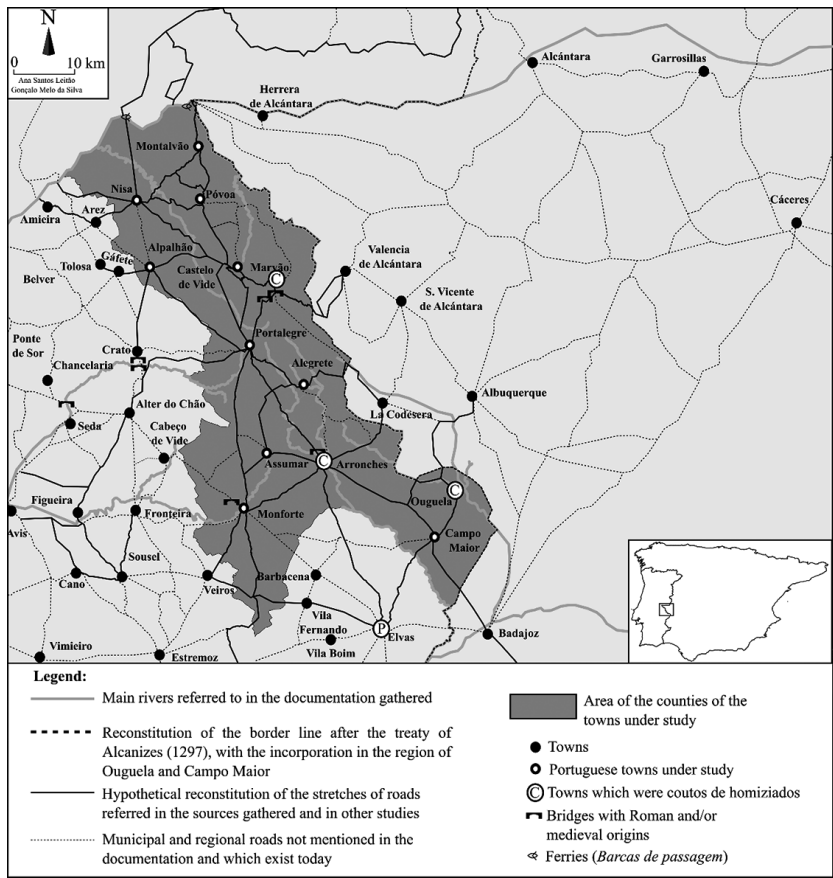 N
0 10 km
Ana Santos Leitão
Gonçalo Melo da Silva
Alcántara
Garrosillas
Herrera
de Alcántara
Montalvão
Nisa
Póvoa
Cáceres
Amieira
Arez
Alpalhão
Valencia
de Alcántara
Tolosa
Gáfete
Castelo
de Vide
Marvão
C
Belver
S. Vicente
de Alcántara
Ponte
de Sor
Portalegre
Crato
Chancelaria
Alegrete
Albuquerque
Alter do Chão
La Codosera
Seda
Cabeço
de Vide
Assumar
C
Arronches
Figueira
Ouguela
C
Avis
Fronteira
Monforte
Campo
Maior
Sousel
Cano
Veiros
Barbacena
Vila
Fernando
P
Elvas
Badajoz
Vimieiro
Estremoz
Vila Boim
Legend:
Main rivers referred to in the documentation gathered
Reconstitution of the border line after the treaty of
Alcanizes (1297), with the incorporation in the region of
Ouguela and Campo Maior
Hypothetical reconstitution of the stretches of roads
referred in the sources gathered and in other studies
Municipal and regional roads not mentioned in the
documentation and which exist today
Area of the counties of the
towns under study
Towns
Portuguese towns under study
C Towns which were coutos de homiziados
Bridges with Roman and/or
medieval origins
Ferries (Barcas de passagem)